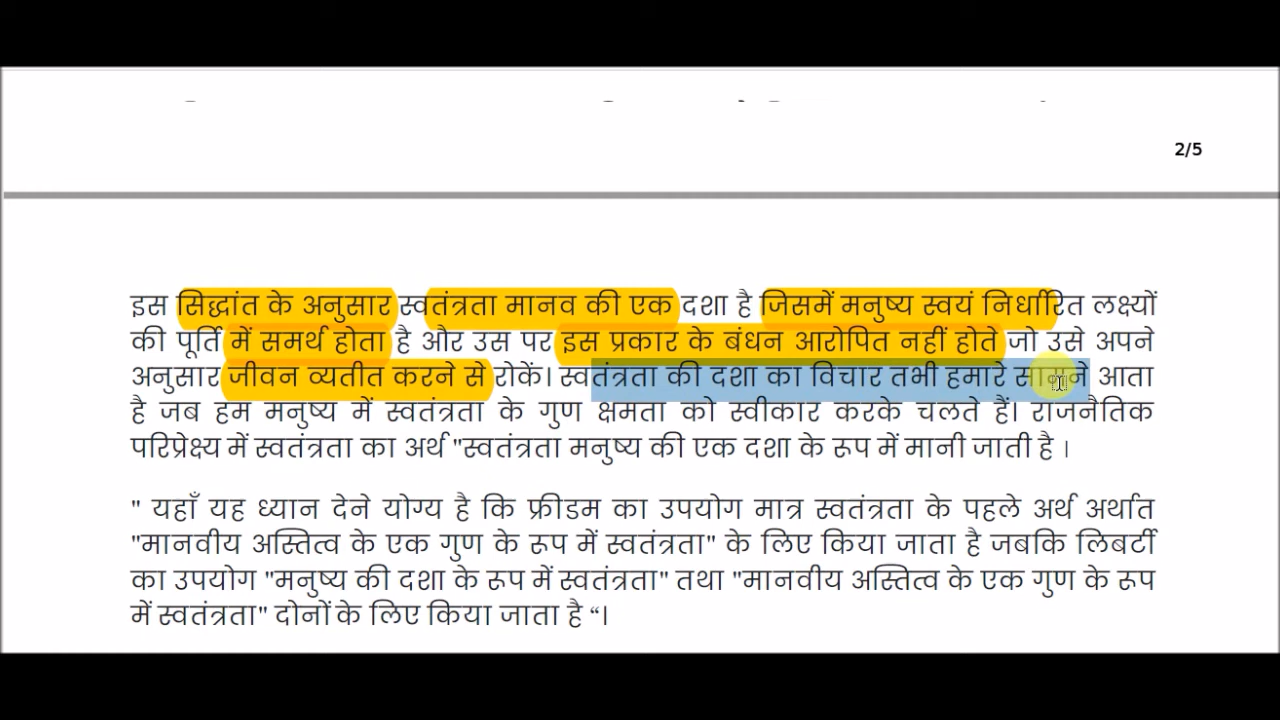 2/5
इस सिद्धांत के अनुसार स्वतंत्रता मानव की एक दशा है जिसमें मनुष्य स्वयं निर्धारित लक्ष्यों
की पूर्ति में समर्थ होता है और उस पर इस प्रकार के बंधन आरोपित नहीं होते जो उसे अपने
अनुसार जीवन व्यतीत करने से रोकें। स्वतंत्रता की दशा का विचार तभी हमारे सामने आता
है जब हम मनुष्य में स्वतंत्रता के गुण क्षमता को स्वीकार करके चलते हैं। राजनैतिक
परिप्रेक्ष्य में स्वतंत्रता का अर्थ "स्वतंत्रता मनुष्य की एक दशा के रूप में मानी जाती है ।
" यहाँ यह ध्यान देने योग्य है कि फ्रीडम का उपयोग मात्र स्वतंत्रता के पहले अर्थ अर्थात
"मानवीय अस्तित्व के एक गुण के रूप में स्वतंत्रता" के लिए किया जाता है जबकि लिबर्टी
का उपयोग "मनुष्य की दशा के रूप में स्वतंत्रता" तथा "मानवीय अस्तित्व के एक गुण के रूप
में स्वतंत्रता" दोनों के लिए किया जाता है “।